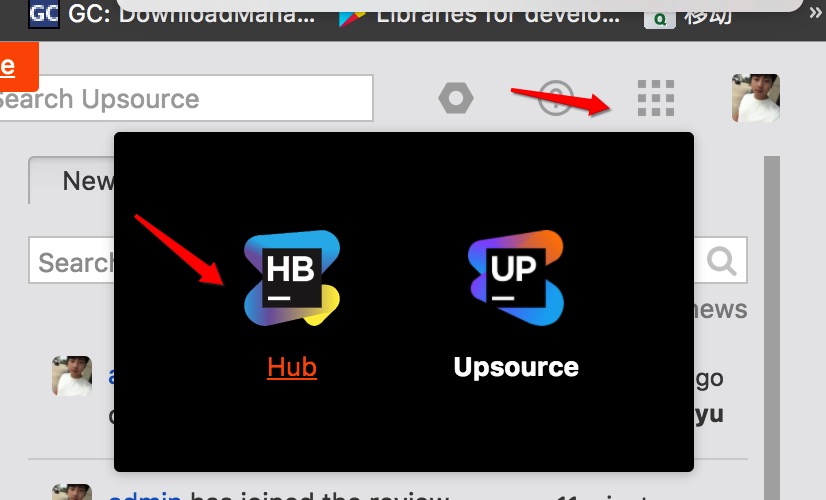 GC GC: DownloadMana... Libraries for develo... 移动 »
e
Search Upsource
New
Search
news
HB
UP
Hub
Upsource
go
yu
admin has joined the review